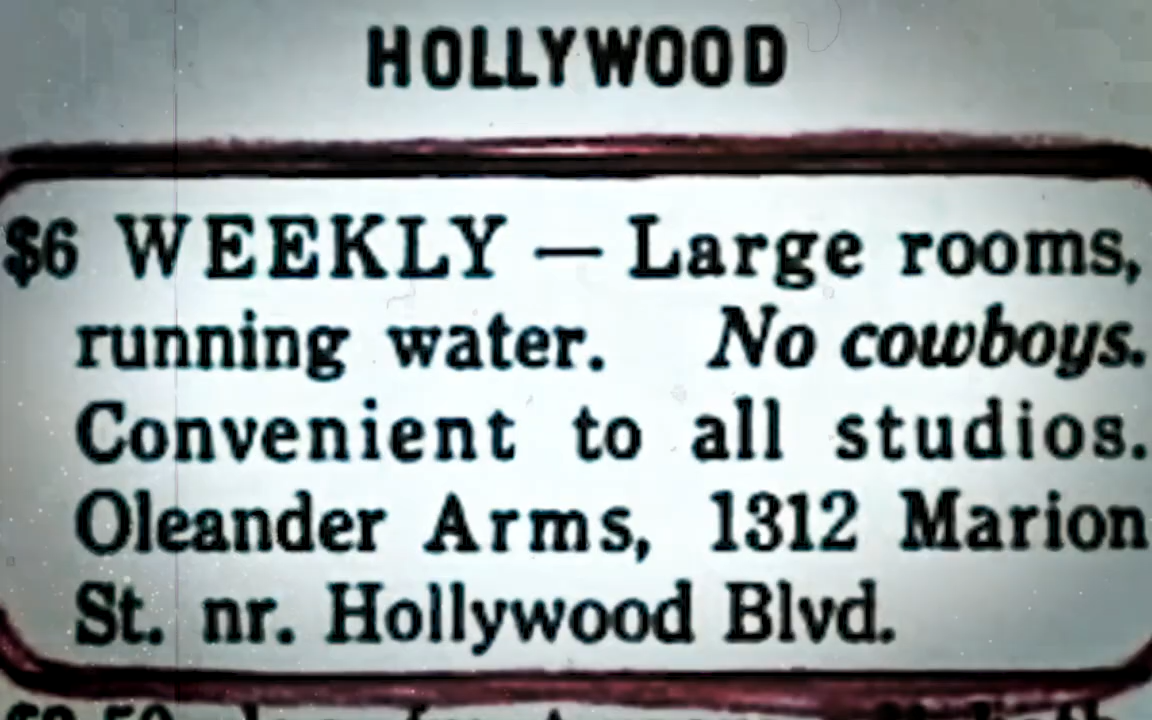 HOLLYWOOD
$6 WEEKLY — Large rooms,
running water. No cowboys.
Convenient to all studios.
Oleander Arms, 1312 Marion
St. nr. Hollywood Blvd.